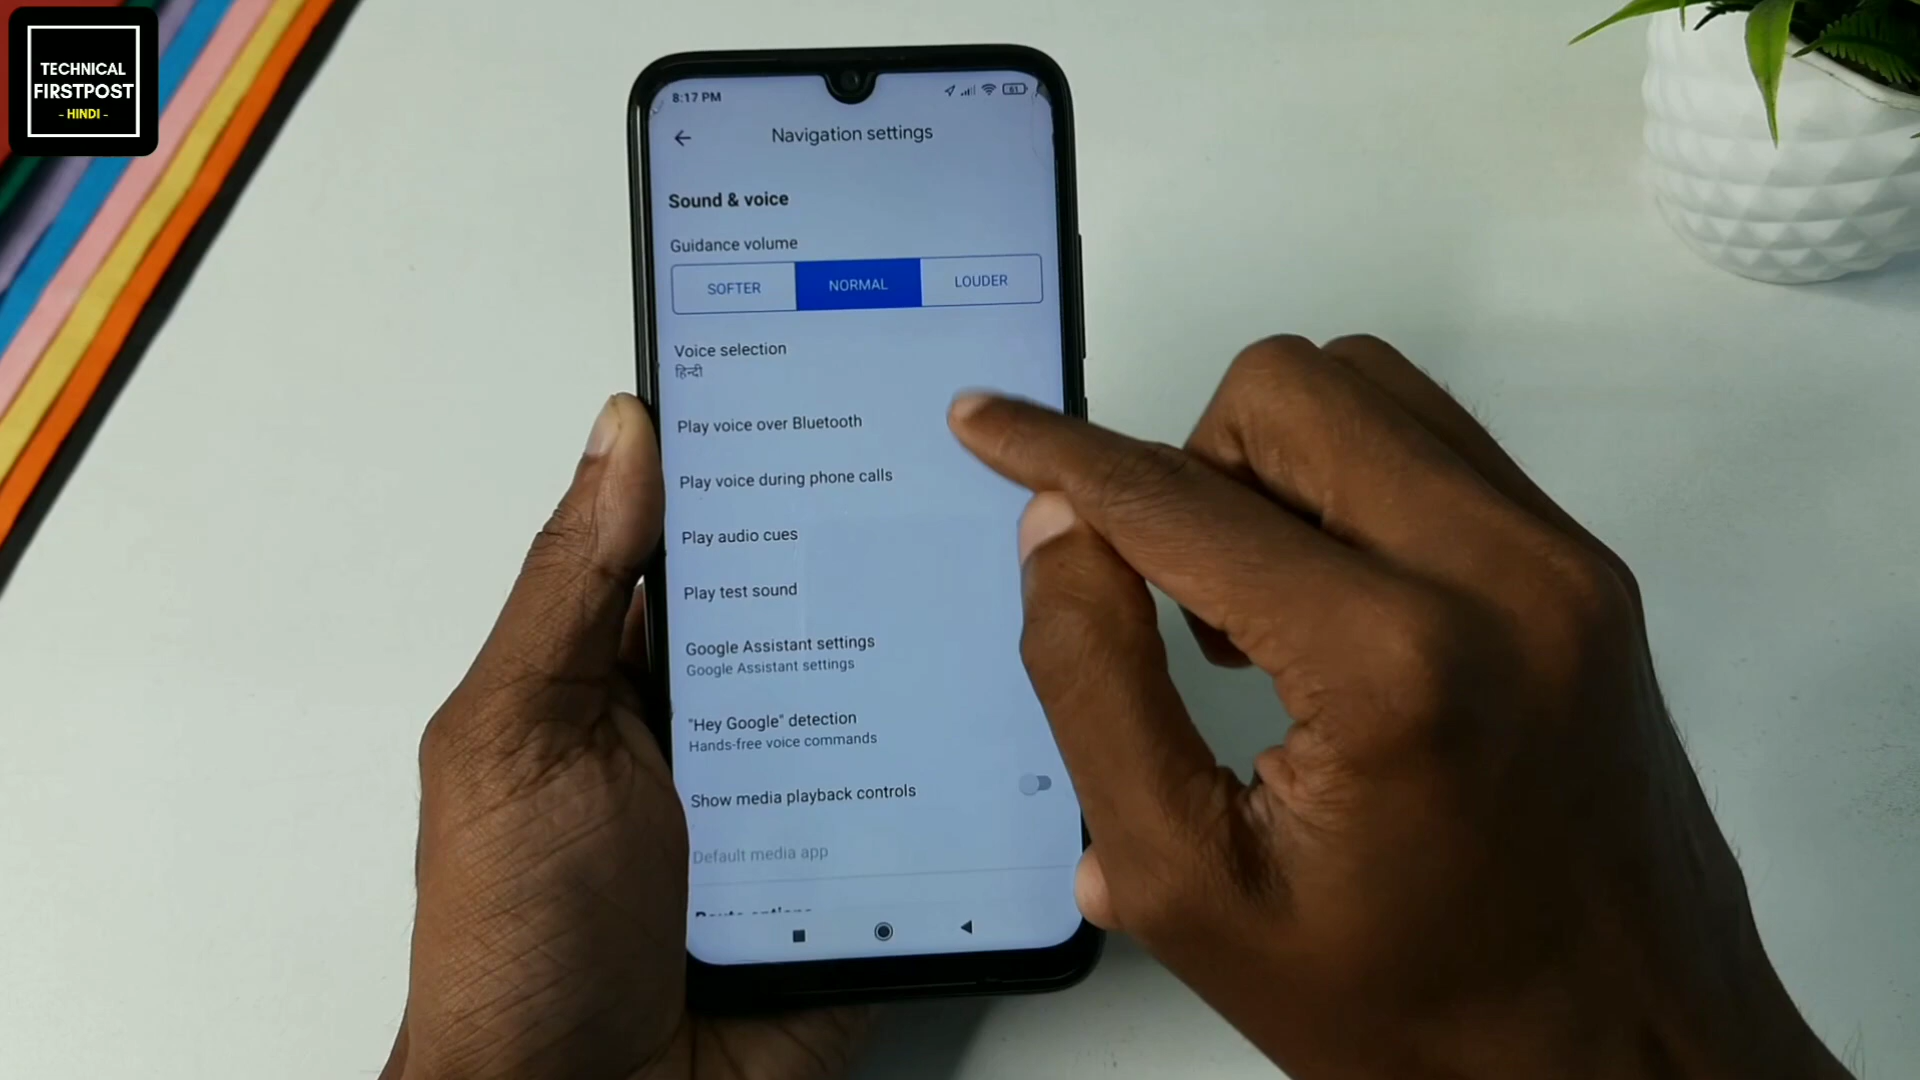 TECHNICAL
FIRSTPOST
- HINDI -
8:17 PM
61
Navigation settings
Sound & voice
Guidance volume
SOFTER NORMAL LOUDER
Voice selection
हिन्दी
Play voice over Bluetooth
Play voice during phone calls
Play audio cues
Play test sound
Google Assistant settings
Google Assistant settings
"Hey Google" detection
Hands-free voice commands
Show media playback controls
Default media app